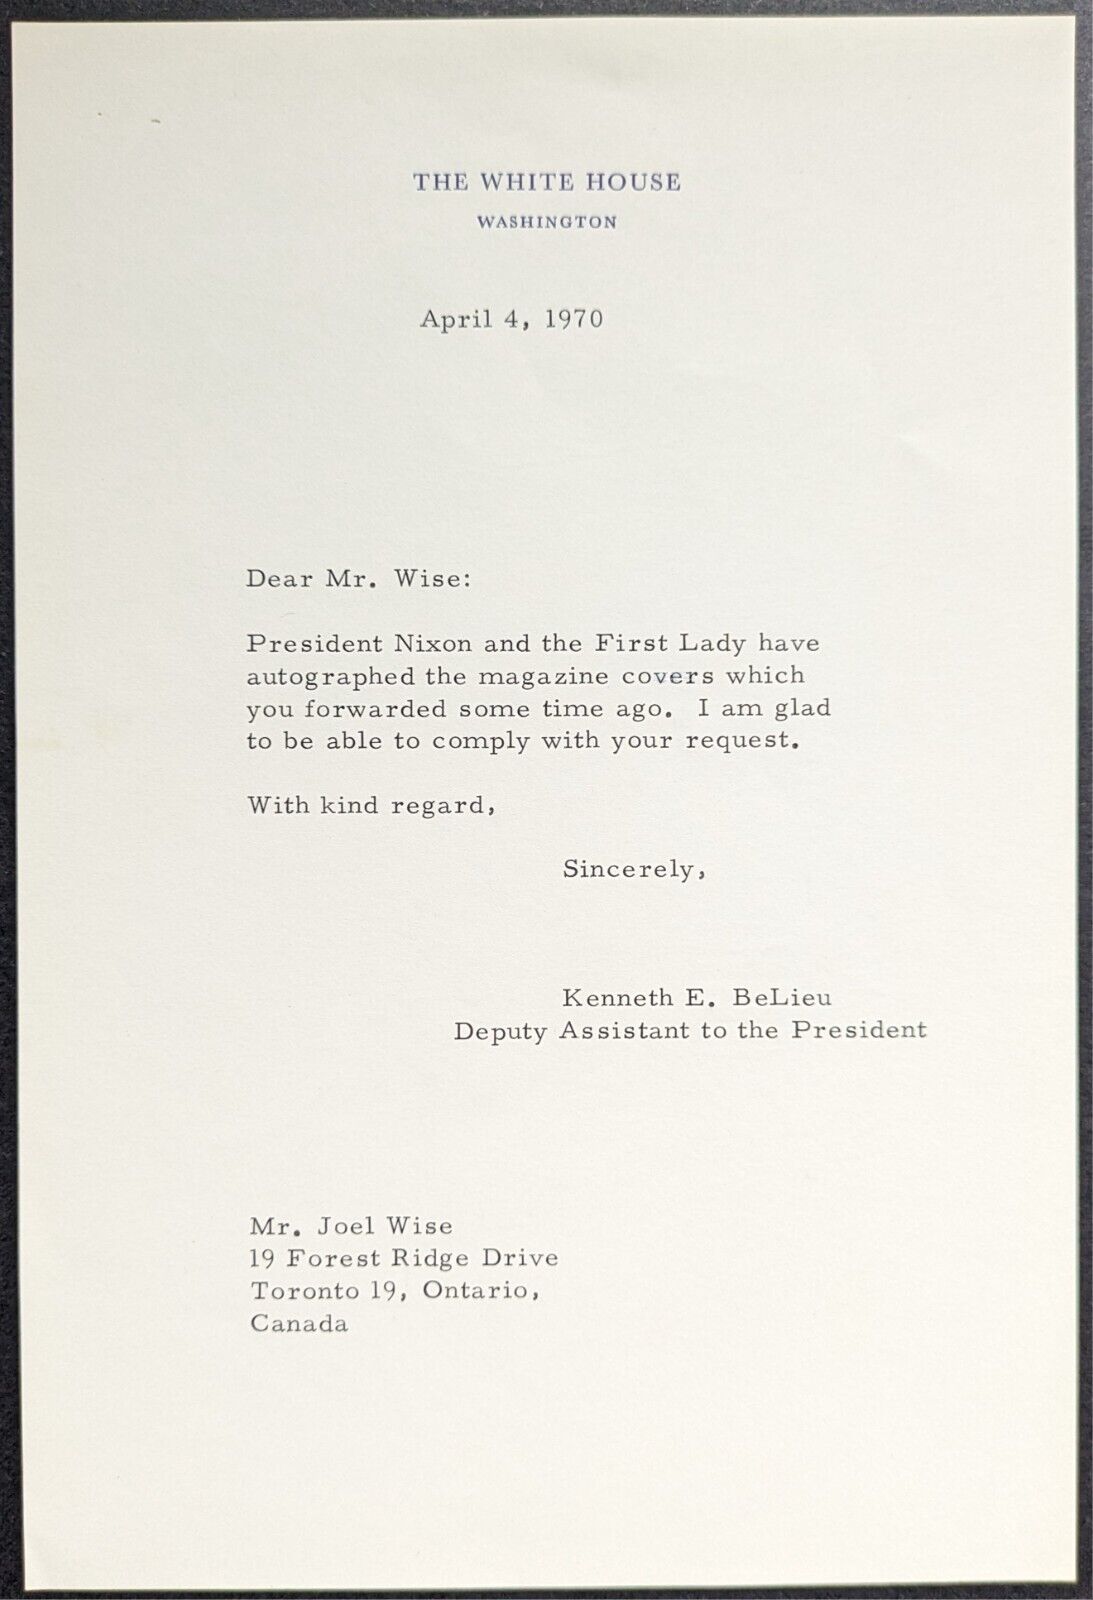 THE WHITE HOUSE
WASHINGTON
April 4, 1970
Dear Mr. Wise:
President Nixon and the First Lady have
autographed the magazine covers which
you forwarded some time ago. I am glad
to be able to comply with your request.
With kind regard,
Sincerely,
Kenneth E. BeLieu
Deputy Assistant to the President
Mr. Joel Wise
19 Forest Ridge Drive
Toronto 19, Ontario,
Canada